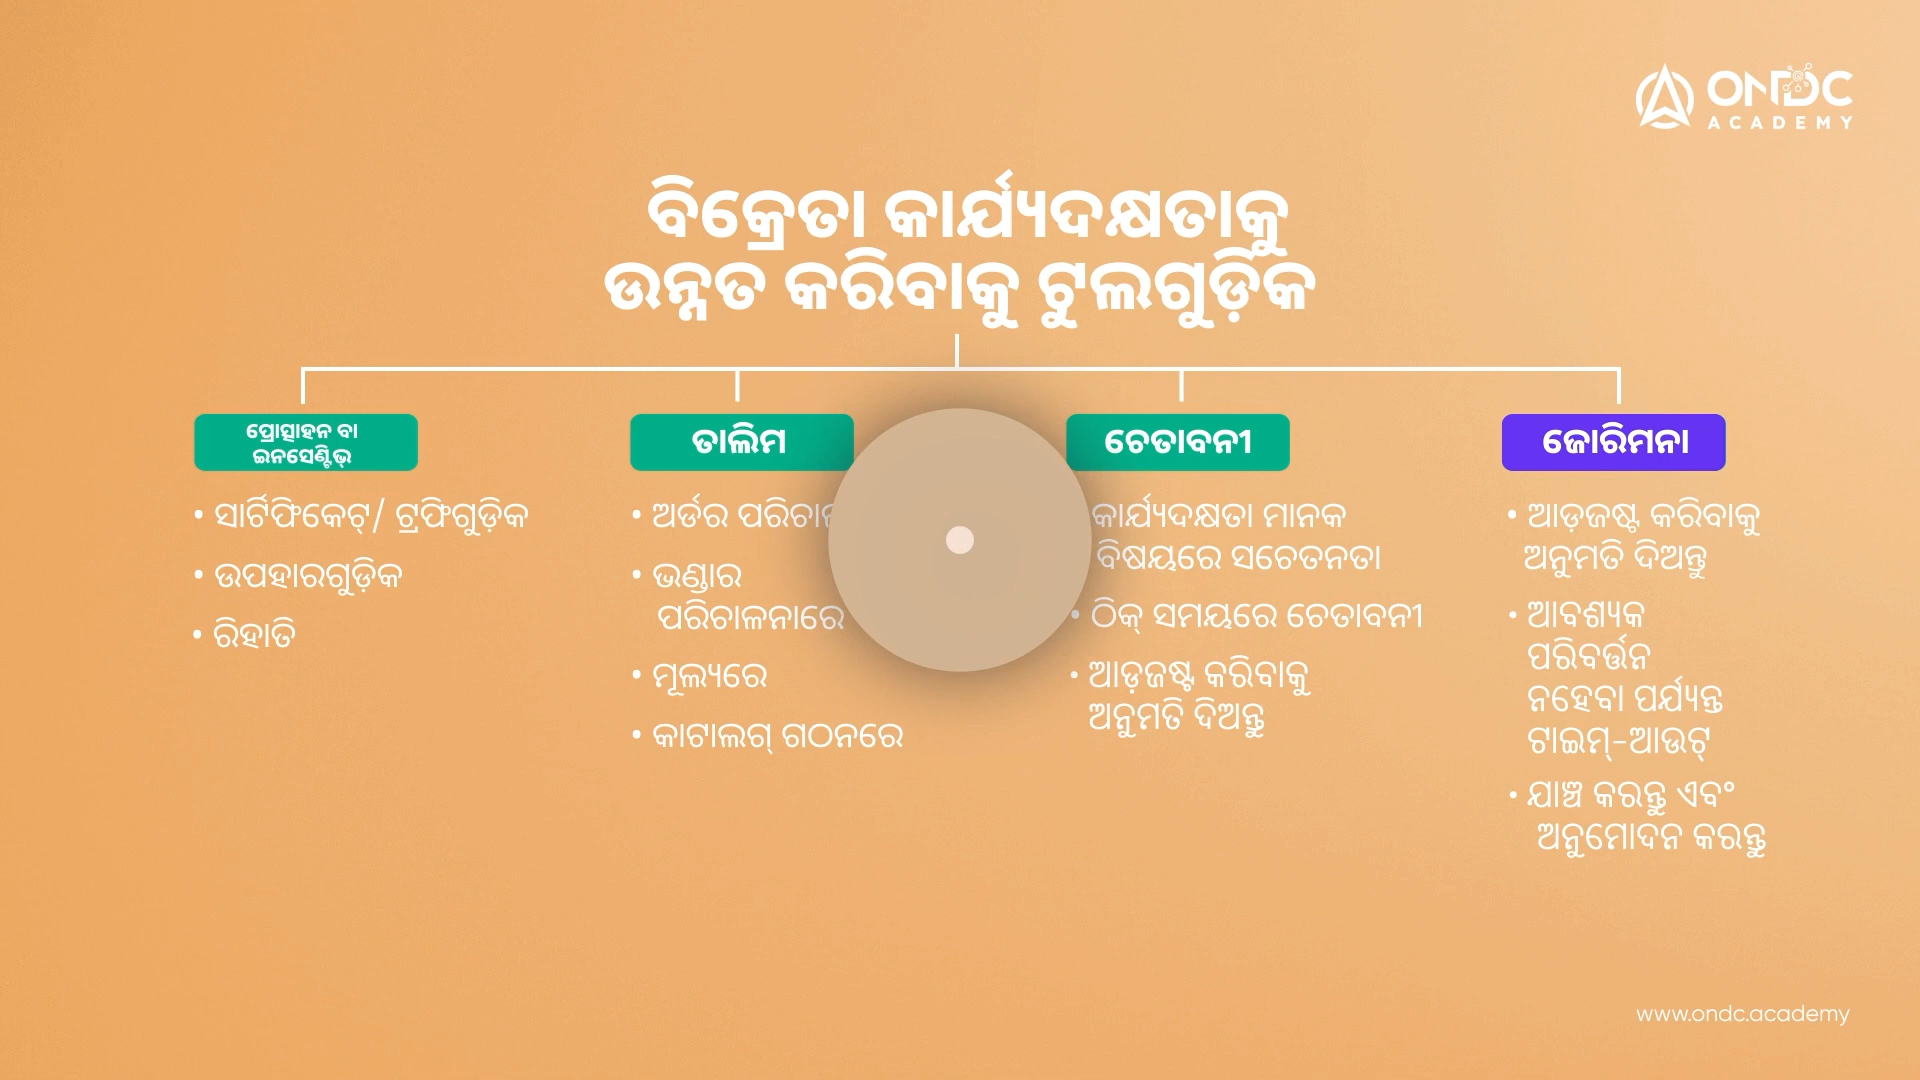 ONDC
ACADEMY
ବିକ୍ରେତା କାର୍ଯ୍ୟଦକ୍ଷତାକୁ
ଉନ୍ନତ କରିବାକୁ ଟୁଲଗୁଡ଼ିକ
ପ୍ରୋତ୍ସାହନ ବା
ଇନସେଣ୍ଟିଭ୍
• ସାର୍ଟିଫିକେଟ୍/ ଟ୍ରଫିଗୁଡ଼ିକ
• ଉପହାରଗୁଡ଼ିକ
• ରିହାତି
ତାଲିମ
• ଅର୍ଡର
• ଭଣ୍ଡାର
ପରିଚାଳନାରେ
• ମୂଲ୍ୟରେ
• କାଟାଲଗ୍ ଗଠନରେ
ଚେତାବନୀ
କାର୍ଯ୍ୟଦକ୍ଷତା ମାନକ
ବିଷୟରେ ସଚେତନତା
• ଠିକ୍ ସମୟରେ ଚେତାବନୀ
• ଆଡ଼ଜଷ୍ଟ କରିବାକୁ
ଅନୁମତି ଦିଅନ୍ତୁ
ଜୋରିମନା
• ଆଡ଼ଜଷ୍ଟ କରିବାକୁ
ଅନୁମତି ଦିଅନ୍ତୁ
• ଆବଶ୍ୟକ
ପରିବର୍ତ୍ତନ
ନହେବା ପର୍ଯ୍ୟନ୍ତ
ଟାଇମ୍-ଆଉଟ୍
• ଯାଞ୍ଚ କରନ୍ତୁ ଏବଂ
ଅନୁମୋଦନ କରନ୍ତୁ
www.ondc.academy